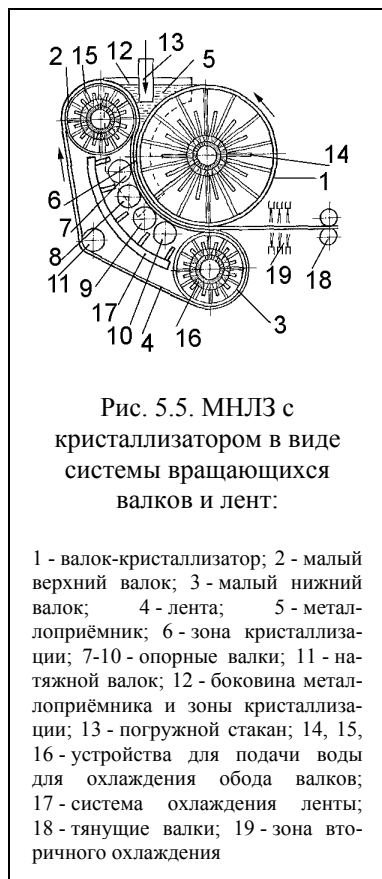 2 15 12 13 5
14
1
6
7
8
11
9
17
10
4
16
3
19
18
Рис. 5.5. МНЛЗ с
кристаллизатором в виде
системы вращающихся
валков и лент:
1 - валок-кристаллизатор; 2 - малый
верхний валок; 3 - малый нижний
валок; 4 - лента; 5 - метал-
лоприёмник; 6 - зона кристаллиза-
ции; 7-10 - опорные валки; 11 - на-
тяжной валок; 12 - боковина метал-
лоприёмника и зоны кристаллиза-
ции; 13 - погружной стакан; 14, 15,
16 - устройства для подачи воды
для охлаждения обода валков;
17 - система охлаждения ленты;
18 - тянущие валки; 19 - зона вто-
ричного охлаждения